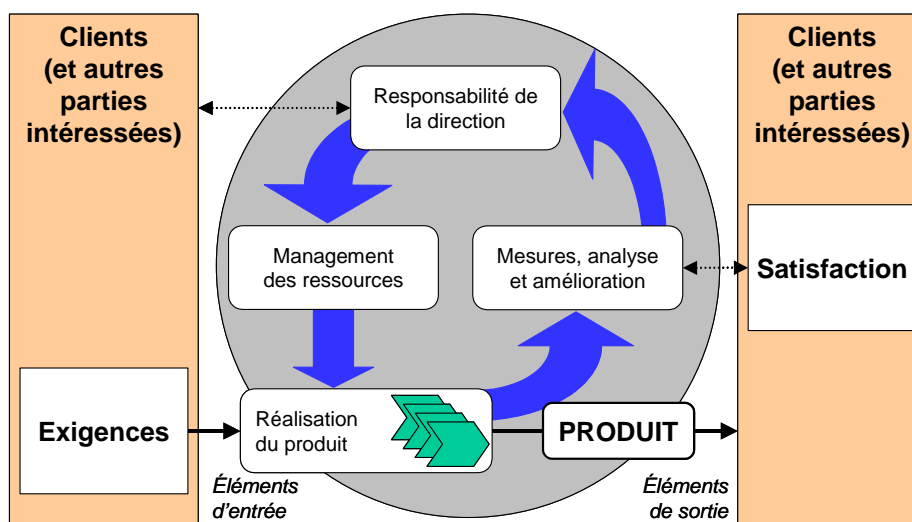 Clients
(et autres
parties
intéressées)
Responsabilité de
la direction
Clients
(et autres
parties
intéressées)
Management
des ressources
Mesures, analyse
et amélioration
Satisfaction
Exigences
Réalisation
du produit
PRODUIT
Éléments
d'entrée
Éléments
de sortie